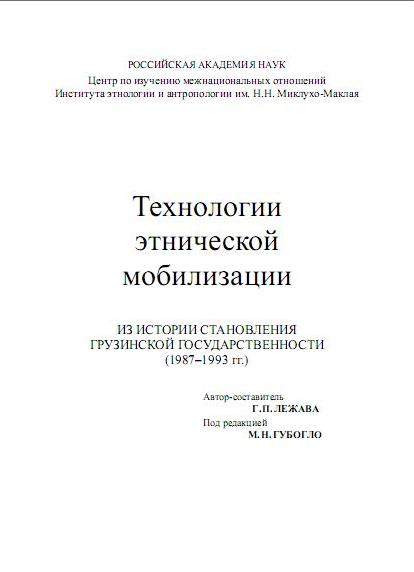 РОССИЙСКАЯ АКАДЕМИЯ НАУК
Центр по изучению межнациональных отношений
Института этнологии и антропологии им. Н.Н. Миклухо-Маклая
Технологии
этнической
мобилизации
ИЗ ИСТОРИИ СТАНОВЛЕНИЯ
ГРУЗИНСКОЙ ГОСУДАРСТВЕННОСТИ
(1987–1993 гг.)
Автор-составитель
Г.П. ЛЕЖАВА
Под редакцией
М.Н. ГУБОГЛО